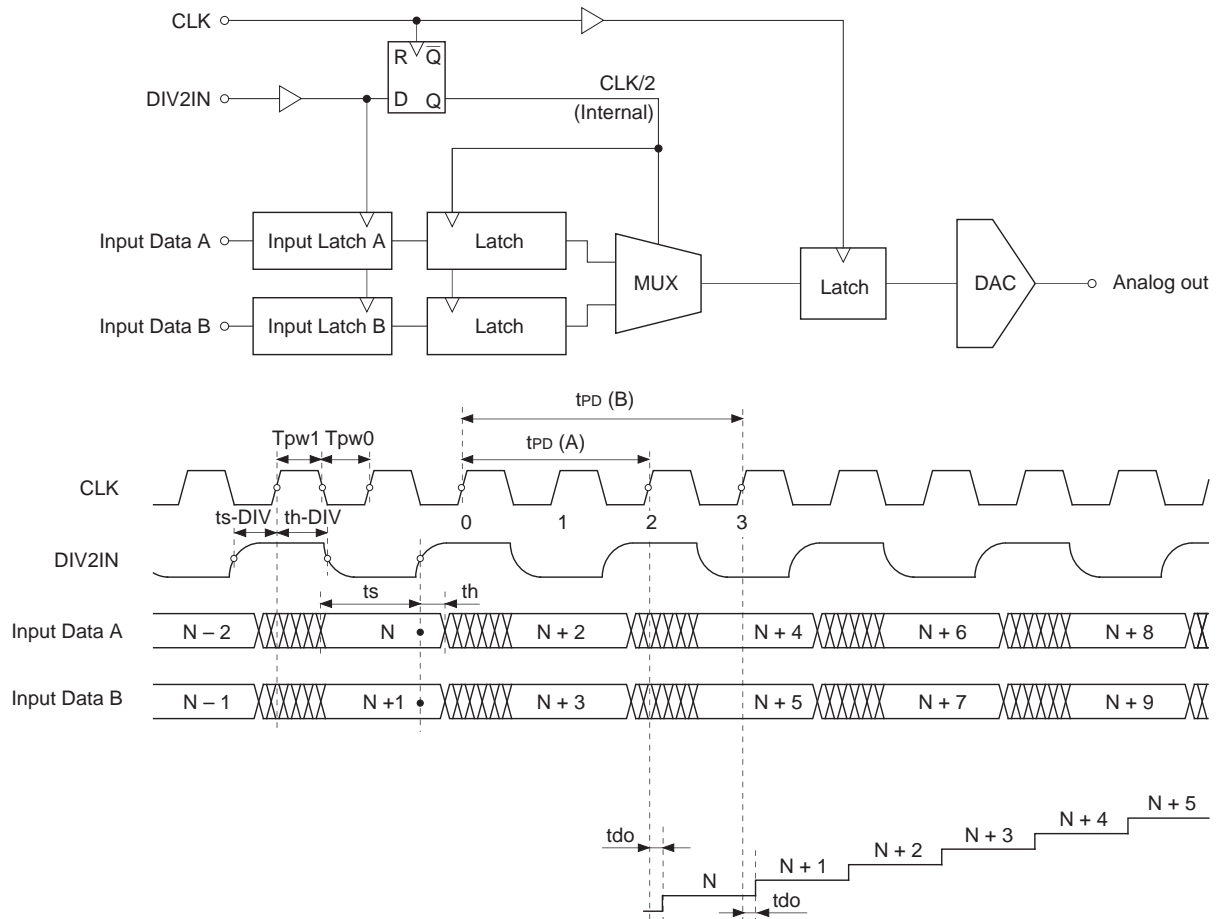 CLK
R Q
DIV2IN
D Q
CLK/2
(Internal)
Input Data A
Input Latch A
Latch
MUX
Latch
DAC
Analog out
Input Data B
Input Latch B
Latch
tPD (B)
Tpw1 Tpw0
tPD (A)
CLK
ts-DIV th-DIV
0 1 2 3
DIV2IN
ts th
Input Data A
N – 2 N N + 2 N + 4 N + 6 N + 8
Input Data B
N – 1 N +1 N + 3 N + 5 N + 7 N + 9
N + 5
N + 4
N + 3
tdo
N + 2
N + 1
N
tdo